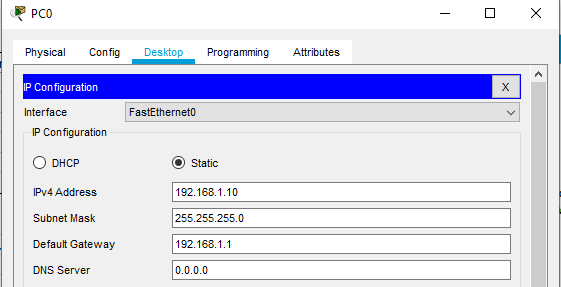 PC0
Physical Config Desktop Programming Attributes
IP Configuration X
Interface FastEthernet0
IP Configuration
DHCP Static
IPv4 Address 192.168.1.10
Subnet Mask 255.255.255.0
Default Gateway 192.168.1.1
DNS Server 0.0.0.0